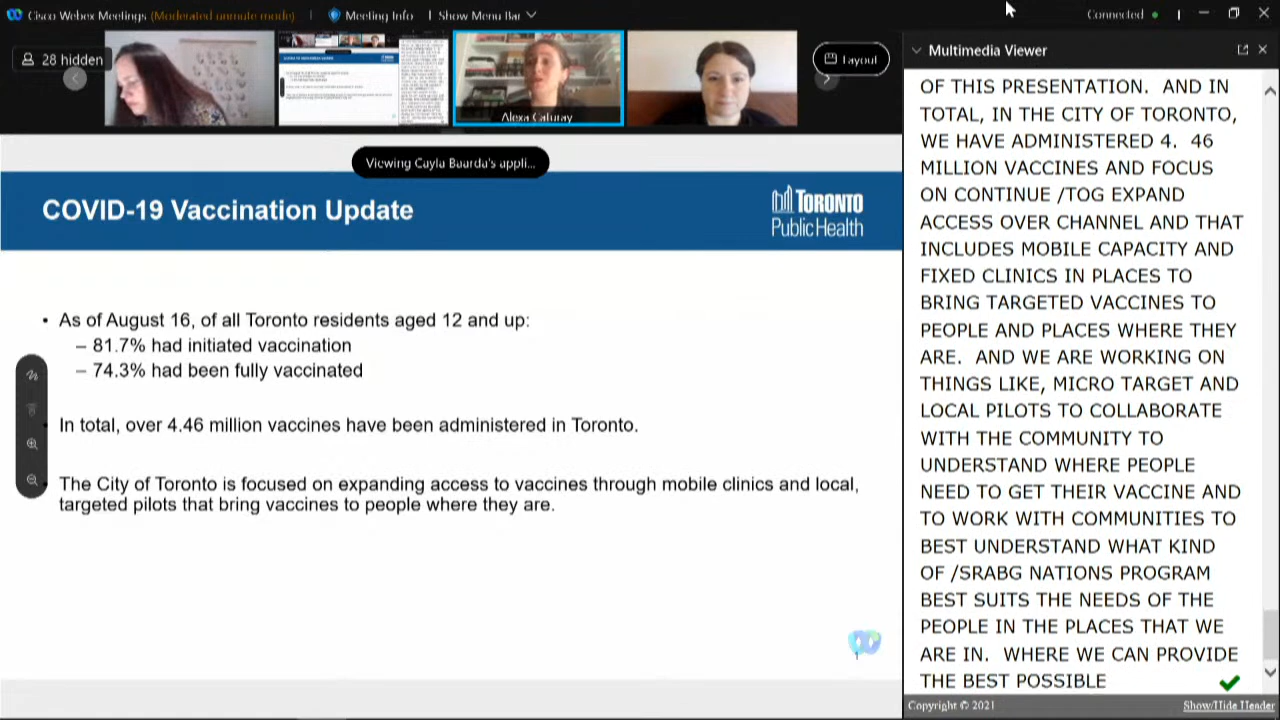 Cisco Webex Meetings (Moderated unmute mode) | Meeting Info | Show Menu Bar
Connected
28 hidden
Layout
Viewing Cayla Baarda's appli...
COVID-19 Vaccination Update
TORONTO
Public Health
• As of August 16, of all Toronto residents aged 12 and up:
– 81.7% had initiated vaccination
– 74.3% had been fully vaccinated
In total, over 4.46 million vaccines have been administered in Toronto.
The City of Toronto is focused on expanding access to vaccines through mobile clinics and local,
targeted pilots that bring vaccines to people where they are.
Multimedia Viewer
OF THIS PRESENTATION. AND IN
TOTAL IN THE CITY OF TORONTO,
WE HAVE ADMINISTERED 4. 46
MILLION VACCINES AND FOCUS
ON CONTINUE /TOG EXPAND
ACCESS OVER CHANNEL AND THAT
INCLUDES MOBILE CAPACITY AND
FIXED CLINICS IN PLACES TO
BRING TARGETED VACCINES TO
PEOPLE AND PLACES WHERE THEY
ARE. AND WE ARE WORKING ON
THINGS LIKE, MICRO TARGET AND
LOCAL PILOTS TO COLLABORATE
WITH THE COMMUNITY TO
UNDERSTAND WHERE PEOPLE
NEED TO GET THEIR VACCINE AND
TO WORK WITH COMMUNITIES TO
BEST UNDERSTAND WHAT KIND
OF /SRABG NATIONS PROGRAM
BEST SUITS THE NEEDS OF THE
PEOPLE IN THE PLACES THAT WE
ARE IN. WHERE WE CAN PROVIDE
THE BEST POSSIBLE
Copyright © 2021
Show/Hide Header